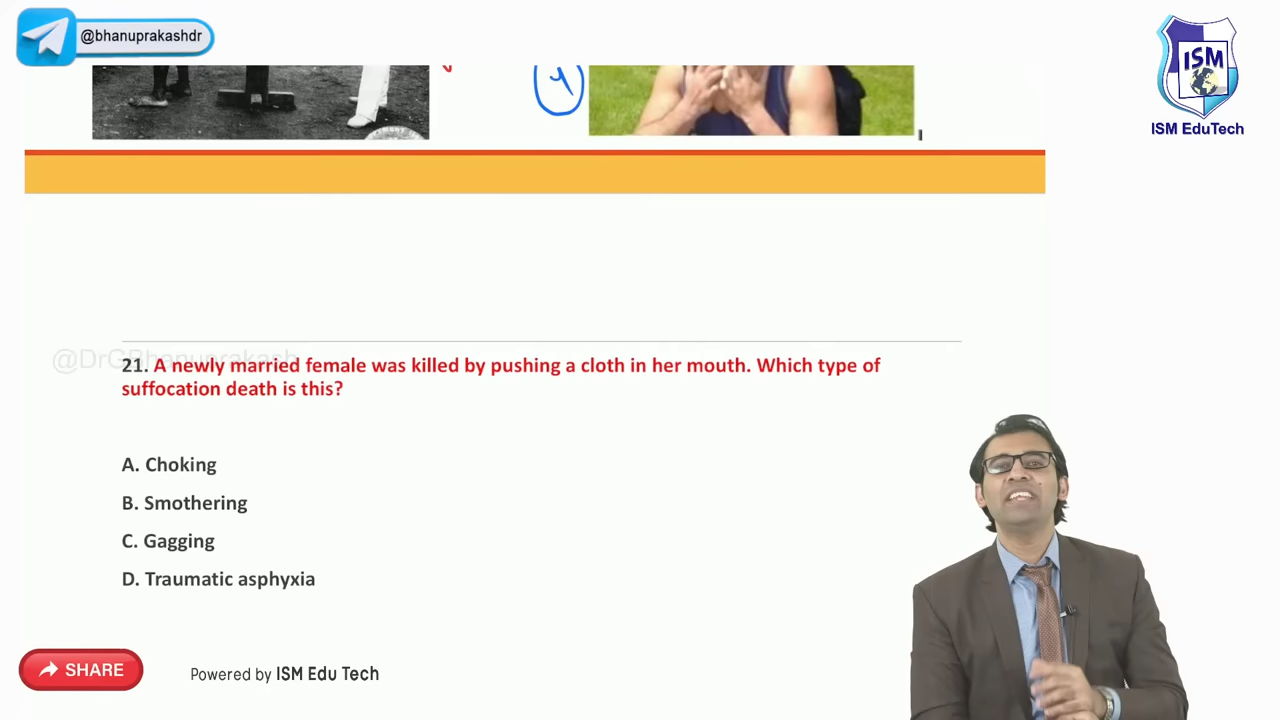 @bhanuprakashdr
ISM
ISM EduTech
@DrGBhanuprakash
21. A newly married female was killed by pushing a cloth in her mouth. Which type of
suffocation death is this?
A. Choking
B. Smothering
C. Gagging
D. Traumatic asphyxia
SHARE
Powered by ISM Edu Tech